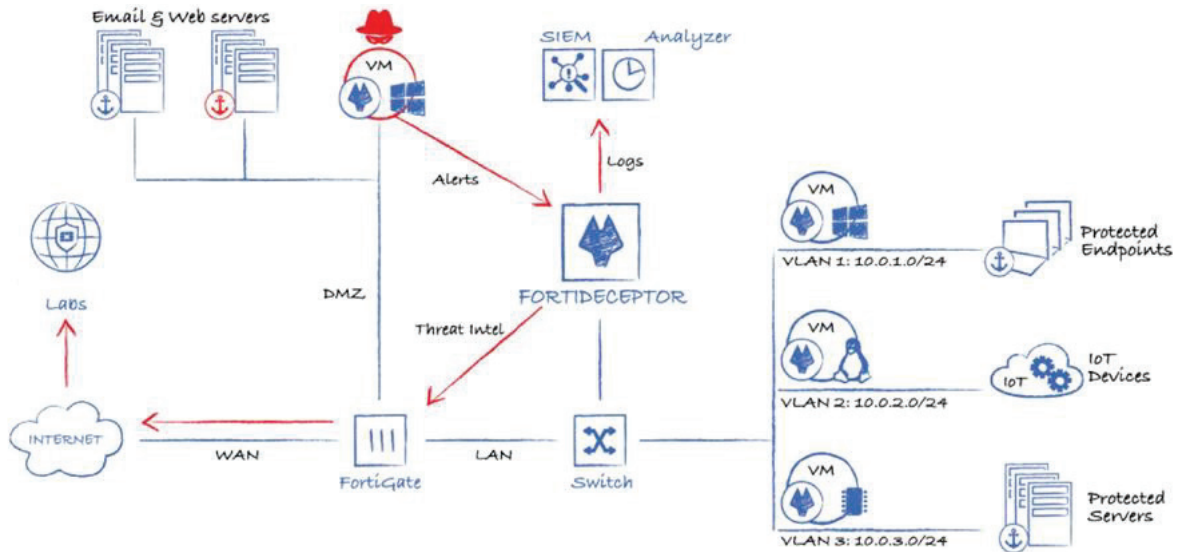 Email & Web servers
VM
SIEM
Analyzer
Logs
Alerts
VM
Protected
Endpoints
VLAN 1: 10.0.1.0/24
Labs
DMZ
FORTIDECEPTOR
Threat Intel
VM
IoT
IoT
Devices
VLAN 2: 10.0.2.0/24
INTERNET
WAN
FortiGate
LAN
Switch
VM
Protected
Servers
VLAN 3: 10.0.3.0/24